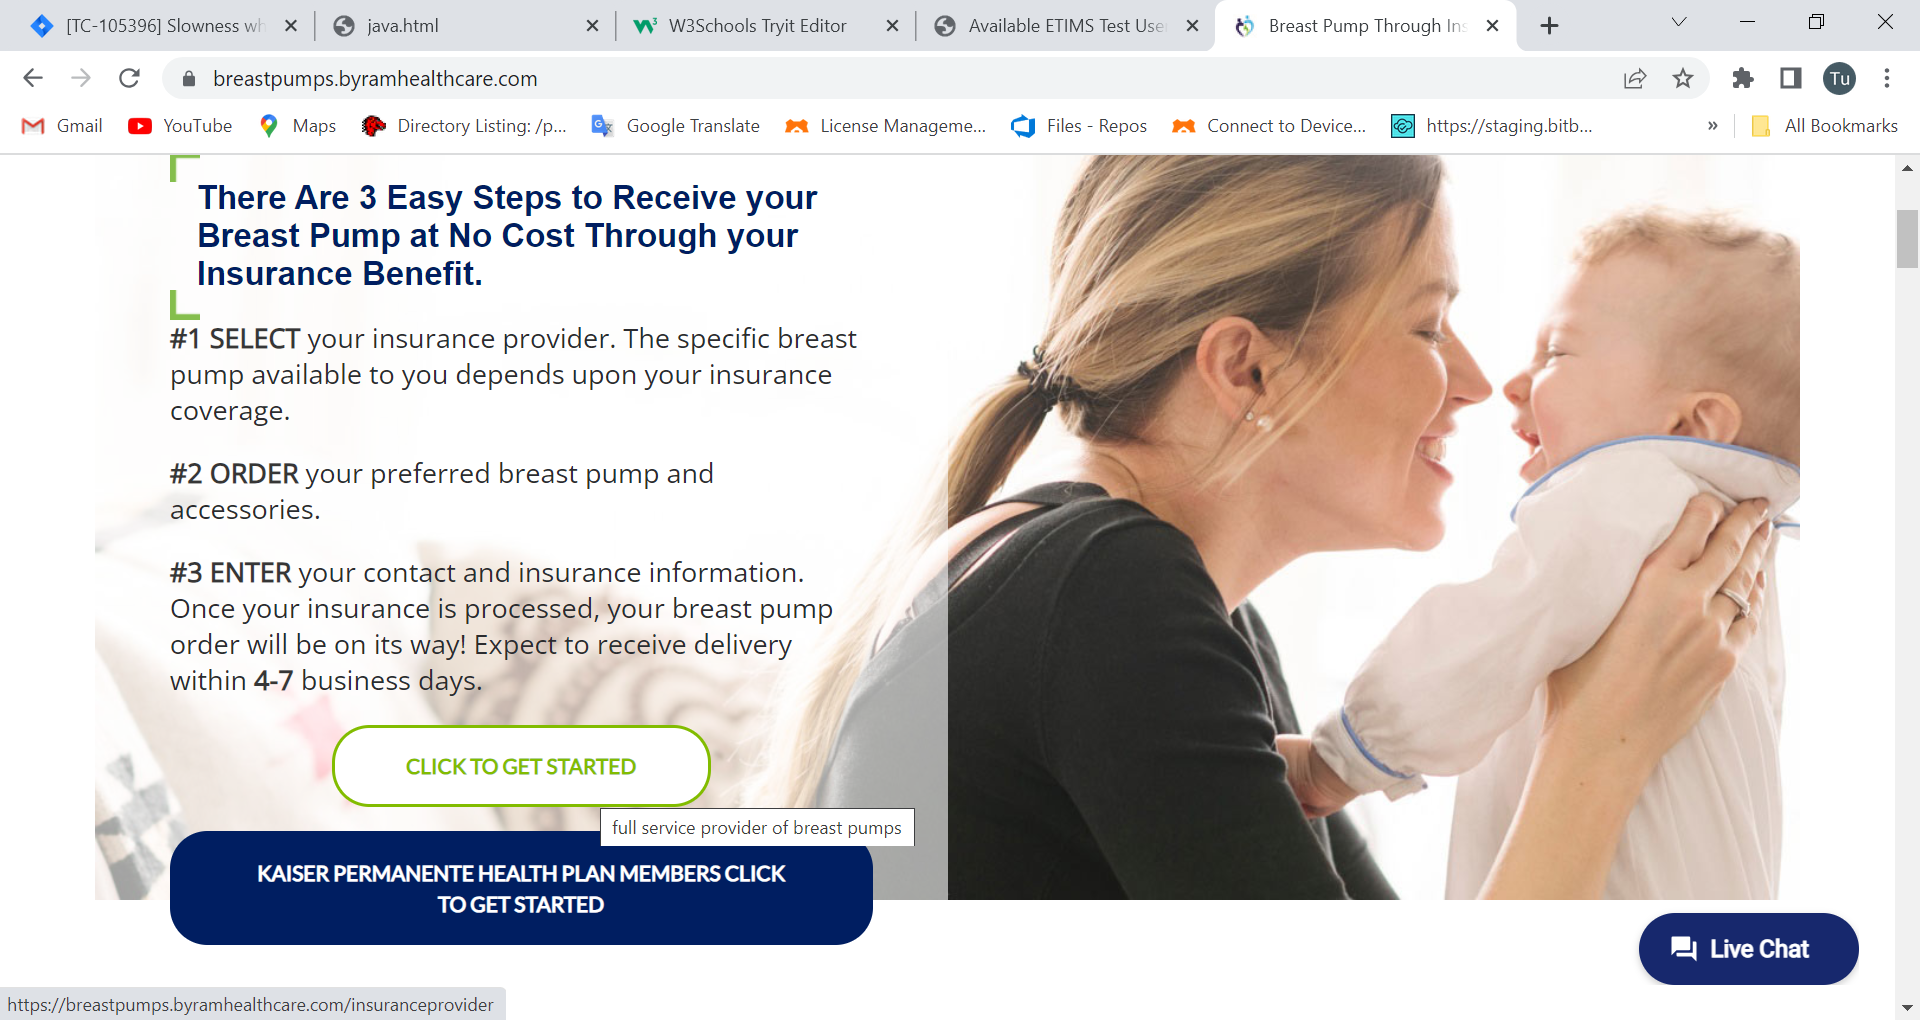 [TC-105396] Slowness wh
java.html
W3Schools Tryit Editor
Available ETIMS Test Use
Breast Pump Through Ins
breastpumps.byramhealthcare.com
Tu
Gmail
YouTube
Maps
Directory Listing: /p...
Google Translate
License Manageme...
Files - Repos
Connect to Device...
https://staging.bitb...
»
All Bookmarks
There Are 3 Easy Steps to Receive your
Breast Pump at No Cost Through your
Insurance Benefit.
#1 SELECT your insurance provider. The specific breast
pump available to you depends upon your insurance
coverage.
#2 ORDER your preferred breast pump and
accessories.
#3 ENTER your contact and insurance information.
Once your insurance is processed, your breast pump
order will be on its way! Expect to receive delivery
within 4-7 business days.
CLICK TO GET STARTED
full service provider of breast pumps
KAISER PERMANENTE HEALTH PLAN MEMBERS CLICK
TO GET STARTED
Live Chat
https://breastpumps.byramhealthcare.com/insuranceprovider